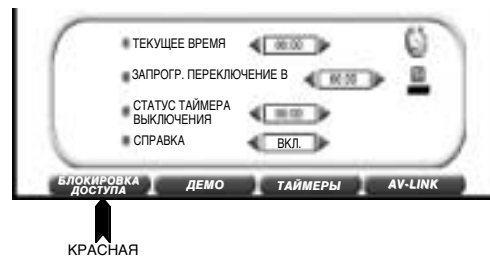 ТЕКУЩЕЕ ВРЕМЯ 00:00
ЗАПРОГР. ПЕРЕКЛЮЧЕНИЕ В 00:00
СТАТУС ТАЙМЕРА
ВЫКЛЮЧЕНИЯ 00:00
СПРАВКА ВКЛ.
БЛОКИРОВКА
ДОСТУПА ДЕМО ТАЙМЕРЫ AV-LINK
КРАСНАЯ